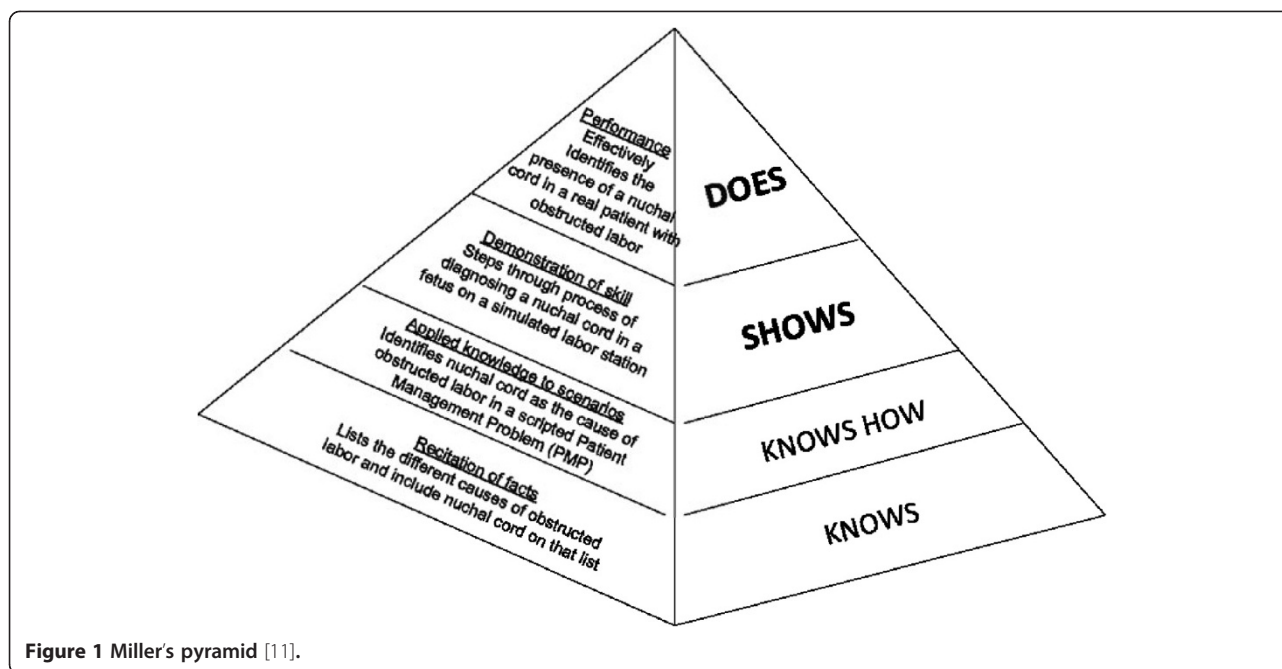 Performance
Effectively
Identifies the
presence of a nuchal
cord in a real patient with
obstructed labor
DOES
Demonstration of skill
Steps through process of
diagnosing a nuchal cord in a
fetus on a simulated labor station
SHOWS
Applied knowledge to scenarios
Identifies nuchal cord as the cause of
obstructed labor in a scripted Patient
Management Problem (PMP)
KNOWS HOW
Recitation of facts
Lists the different causes of obstructed
labor and include nuchal cord on that list
KNOWS
Figure 1 Miller's pyramid [11].